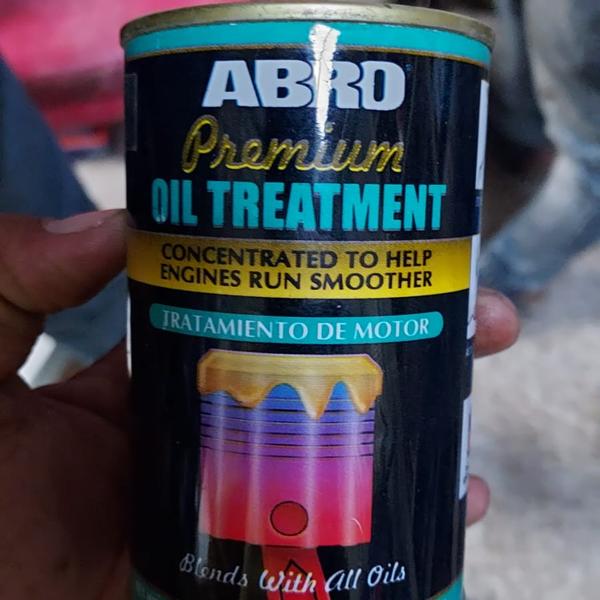 ABRO
Premium
OIL TREATMENT
CONCENTRATED TO HELP
ENGINES RUN SMOOTHER
TRATAMIENTO DE MOTOR
Blends With All Oils